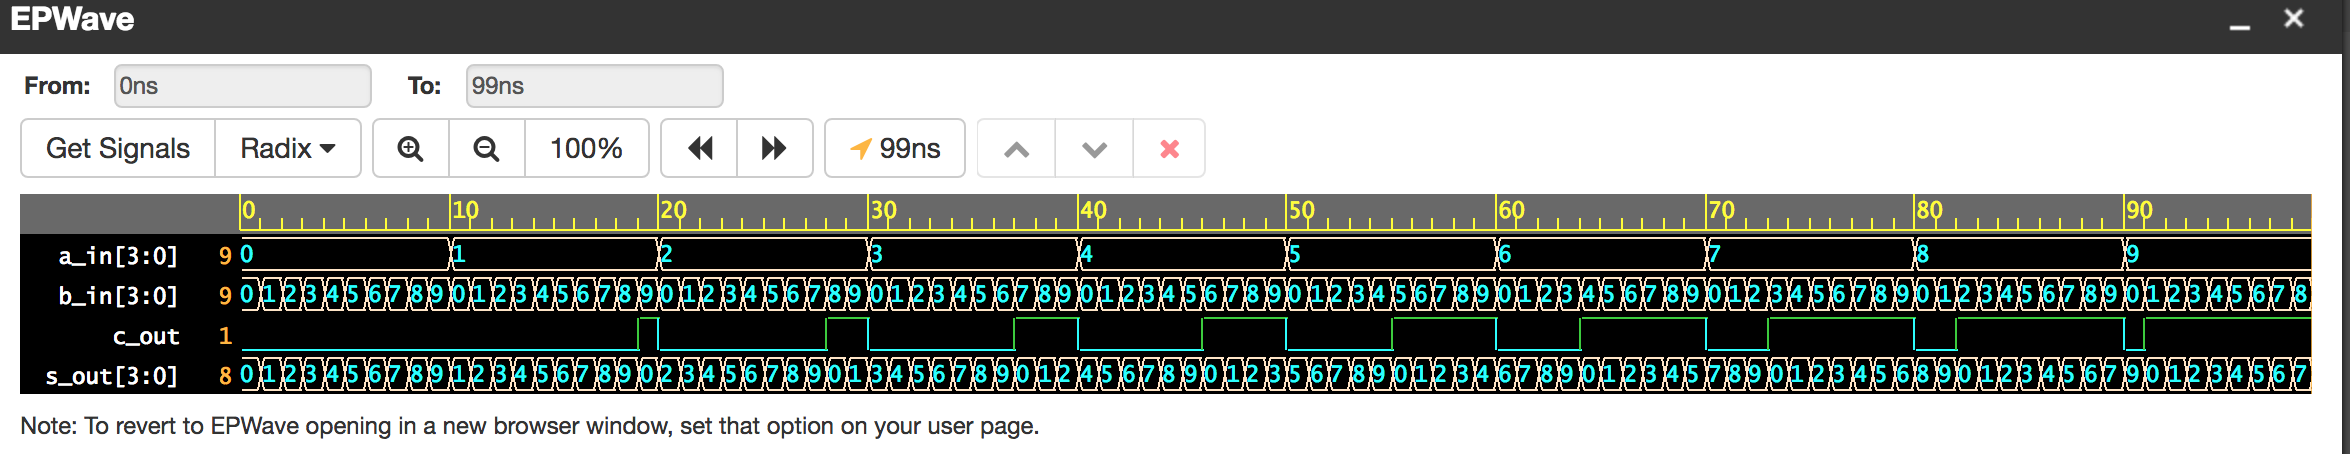 EPWave
From: 0ns To: 99ns
Get Signals Radix 100% 99ns
0 10 20 30 40 50 60 70 80 90
a_in[3:0] 9 0 1 2 3 4 5 6 7 8 9
b_in[3:0] 9 0 1 2 3 4 5 6 7 8 9 0 1 2 3 4 5 6 7 8 9 0 1 2 3 4 5 6 7 8 9 0 1 2 3 4 5 6 7 8 9 0 1 2 3 4 5 6 7 8 9 0 1 2 3 4 5 6 7 8 9 0 1 2 3 4 5 6 7 8 9 0 1 2 3 4 5 6 7 8 9 0 1 2 3 4 5 6 7 8 9 0 1 2 3 4 5 6 7 8
c_out 1
s_out[3:0] 8 0 1 2 3 4 5 6 7 8 9 1 2 3 4 5 6 7 8 9 0 2 3 4 5 6 7 8 9 0 1 3 4 5 6 7 8 9 0 1 2 4 5 6 7 8 9 0 1 2 3 5 6 7 8 9 0 1 2 3 4 6 7 8 9 0 1 2 3 4 5 7 8 9 0 1 2 3 4 5 6 8 9 0 1 2 3 4 5 6 7 9 0 1 2 3 4 5 6 7
Note: To revert to EPWave opening in a new browser window, set that option on your user page.